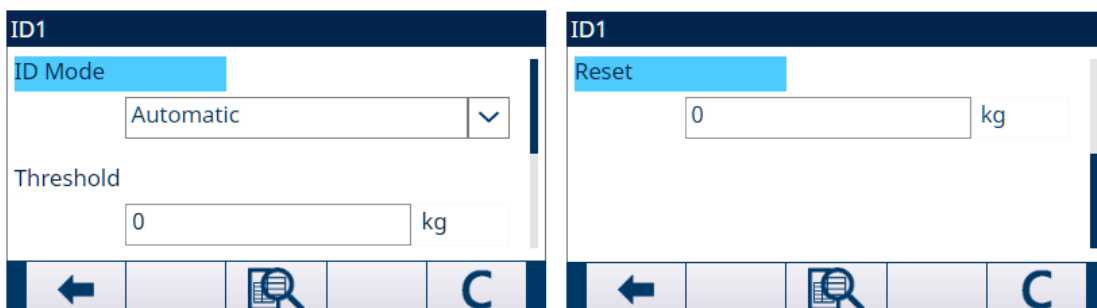 ID1
ID Mode
Automatic
Threshold
0 kg
C
ID1
Reset
0 kg
C